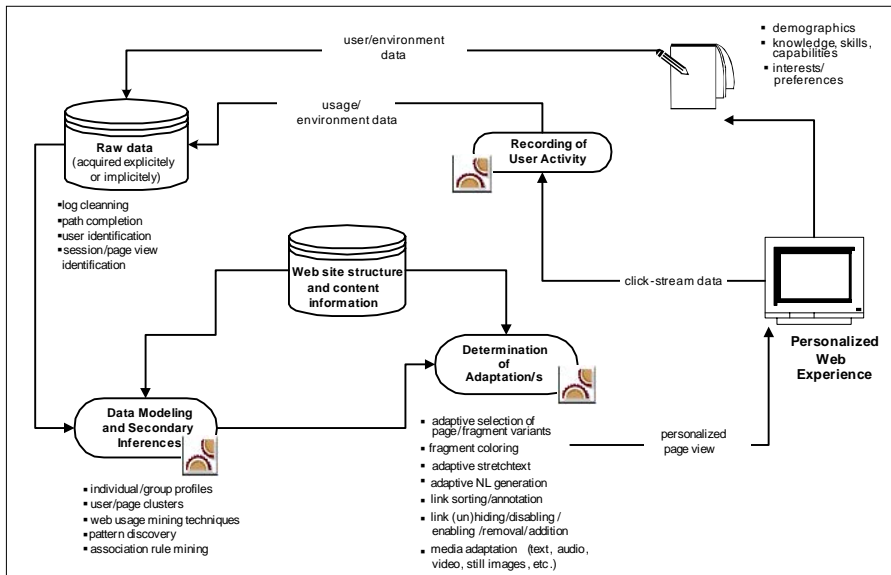 user/environment
data
▪ demographics
▪ knowledge, skills,
capabilities
▪ interests/
preferences
usage/
environment data
Raw data
(acquired explicitely
or implicitely)
Recording of
User Activity
▪log cleanning
▪path completion
▪user identification
▪session/page view
identification
Web site structure
and content
information
click-stream data
Personalized
Web
Experience
Determination
of
Adaptation/s
Data Modeling
and Secondary
Inferences
▪ adaptive selection of
page/fragment variants
▪ fragment coloring
▪ adaptive stretchtext
▪ adaptive NL generation
▪ link sorting/annotation
▪ link (un)hiding/disabling /
enabling /removal/addition
▪ media adaptation (text, audio,
video, still images, etc.)
personalized
page view
▪ individual/group profiles
▪ user/page clusters
▪ web usage mining techniques
▪ pattern discovery
▪ association rule mining